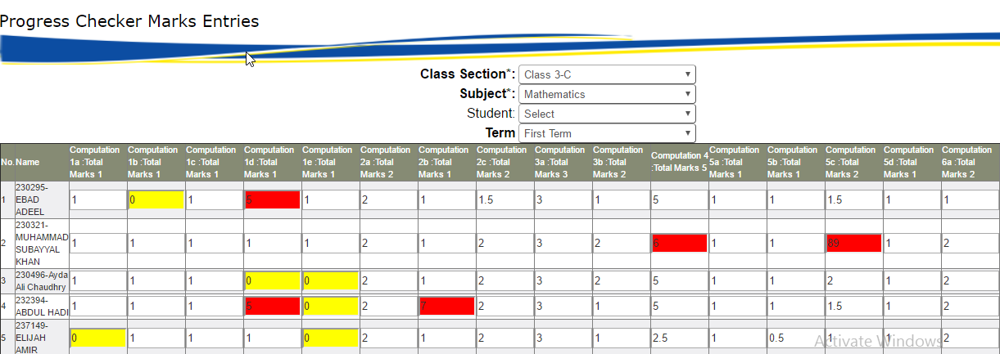 Progress Checker Marks Entries
Class Section*: Class 3-C
Subject*: Mathematics
Student: Select
Term First Term
No. Name Computation 1a :Total Marks 1 Computation 1b :Total Marks 1 Computation 1c :Total Marks 1 Computation 1d :Total Marks 1 Computation 1e :Total Marks 1 Computation 2a :Total Marks 2 Computation 2b :Total Marks 1 Computation 2c :Total Marks 2 Computation 3a :Total Marks 3 Computation 3b :Total Marks 2 Computation 4 :Total Marks 5 Computation 5a :Total Marks 1 Computation 5b :Total Marks 1 Computation 5c :Total Marks 2 Computation 5d :Total Marks 1 Computation 6a :Total Marks 2
1 230295-EBAD ADEEL 1 0 1 5 1 2 1 1.5 3 1 5 1 1 1.5 1 1
2 230321-MUHAMMAD SUBAYYAL KHAN 1 1 1 1 1 2 1 2 3 2 6 1 1 89 1 2
3 230496-Ayda Ali Chaudhry 1 1 1 0 0 2 1 2 3 2 5 1 1 2 1 2
4 232394-ABDUL HADI 1 1 1 5 0 2 7 2 3 1 5 1 1 1.5 1 2
5 237149-ELIJAH AMIR 0 1 1 1 0 2 1 2 3 1 2.5 1 0.5 1 1 2
Activate Windows